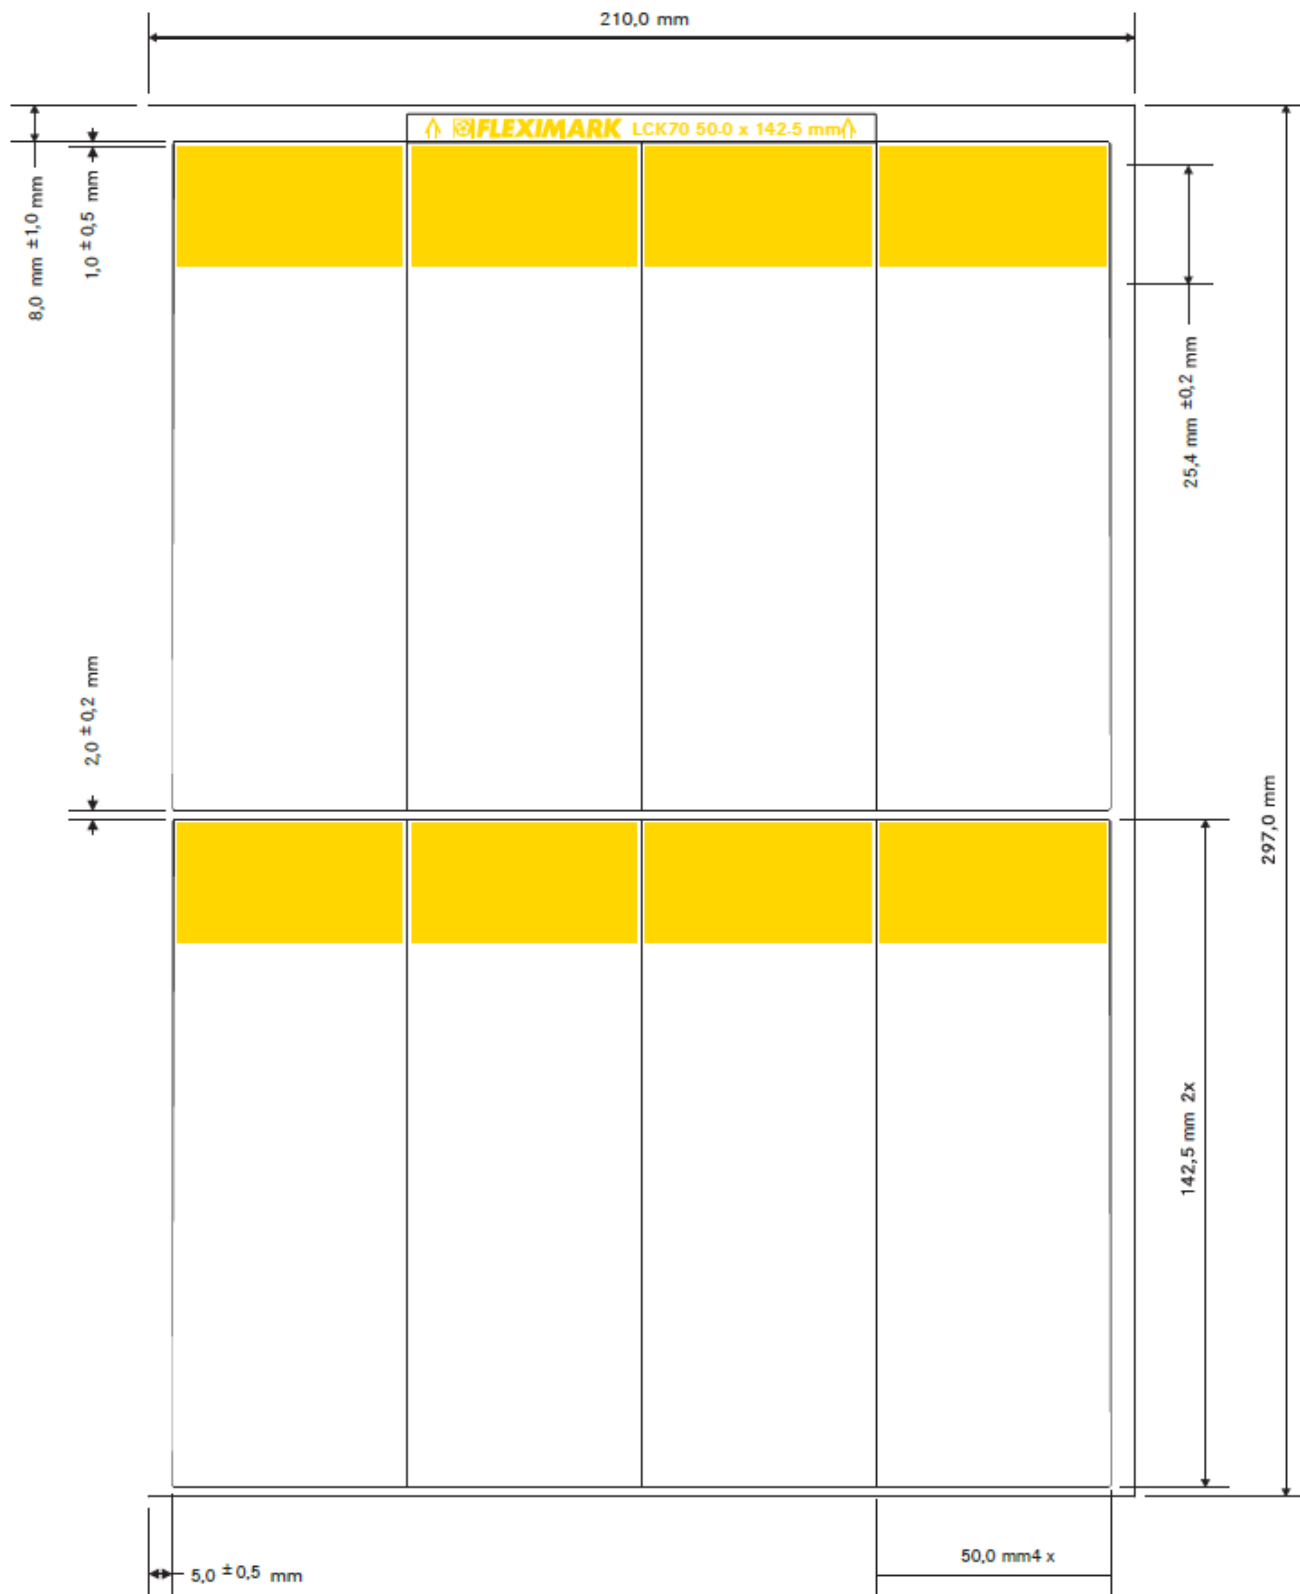 210,0 mm
FLEXIMARK LCK70 50.0 x 142.5 mm
8,0 mm ±1,0 mm
1,0 ±0,5 mm
25,4 mm ±0,2 mm
2,0 ±0,2 mm
297,0 mm
142,5 mm 2x
5,0 ±0,5 mm
50,0 mm4 x